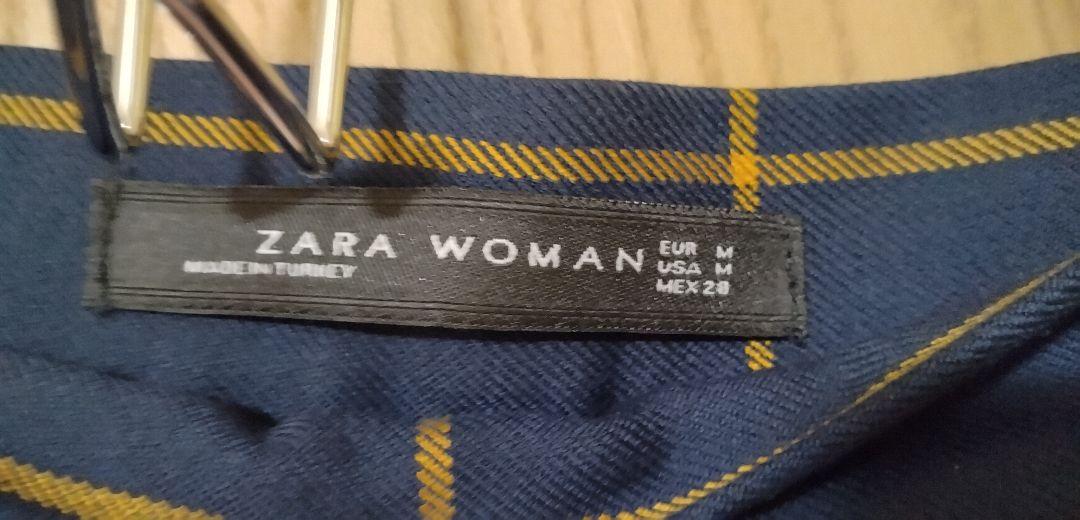 ZARA WOMAN
MADE IN TURKEY
EUR M
USA M
MEX 28